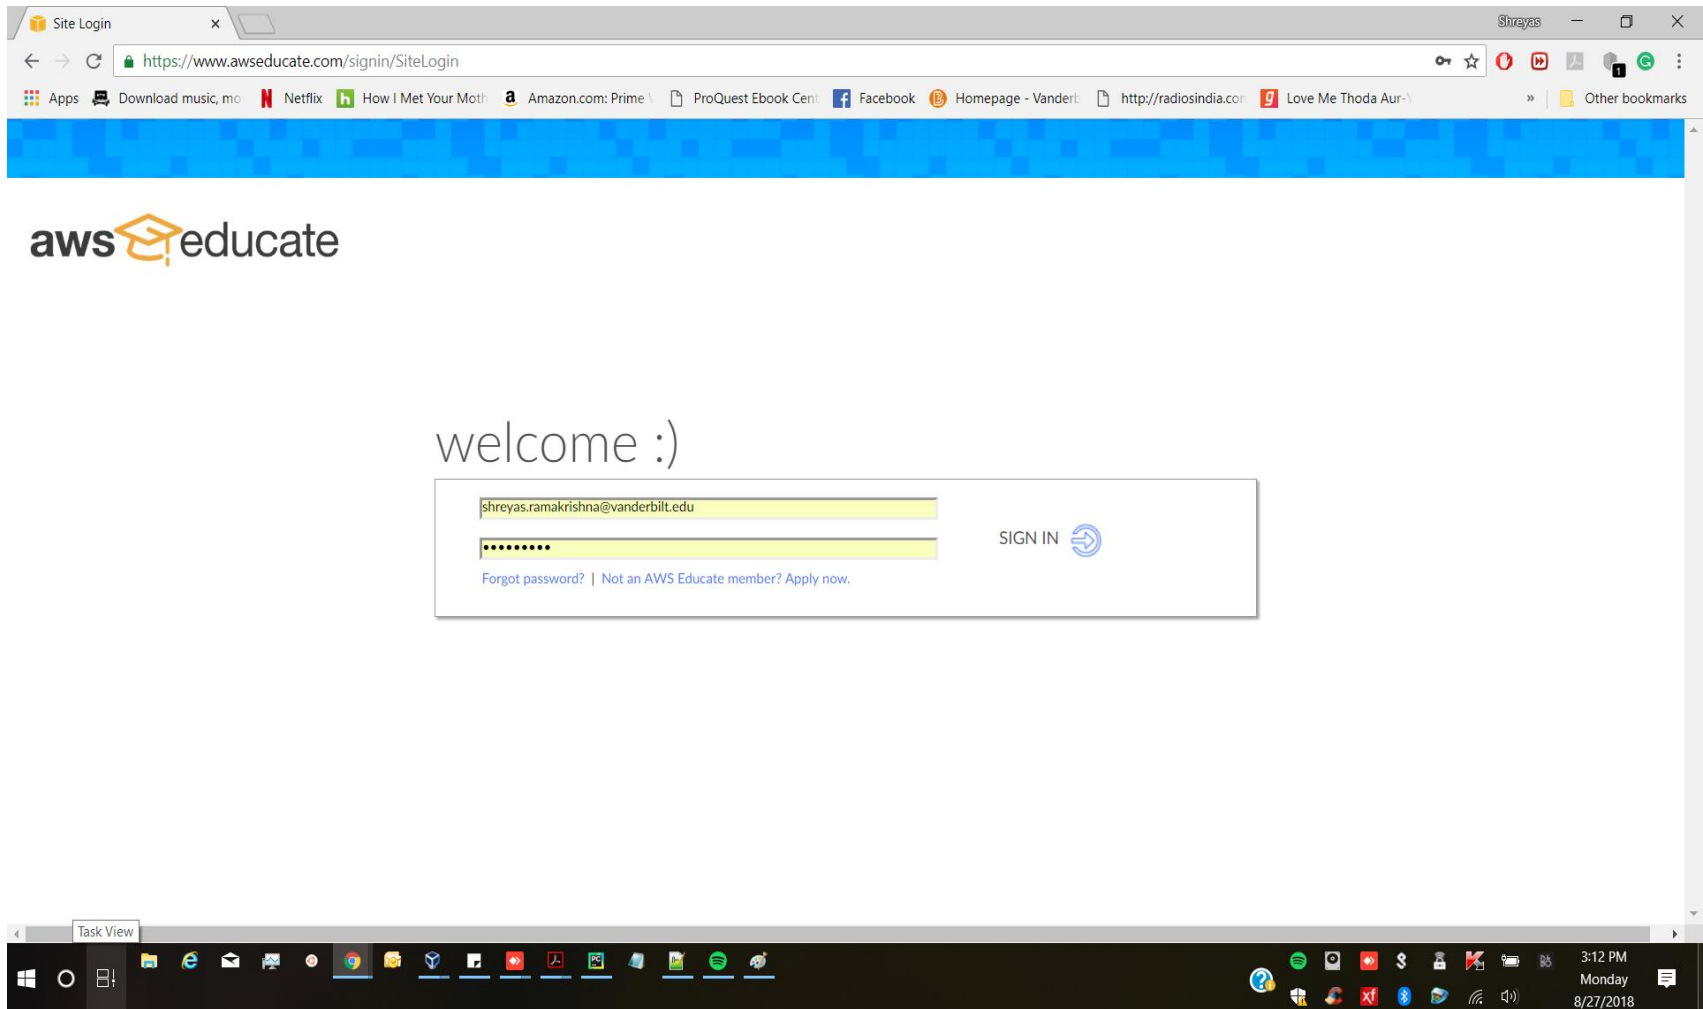 Site Login
Shreyas
https://www.awseducate.com/signin/SiteLogin
Apps
Download music, mo
Netflix
How I Met Your Moth
Amazon.com: Prime
ProQuest Ebook Cent
Facebook
Homepage - Vanderb
http://radiosindia.con
Love Me Thoda Aur-
»
Other bookmarks
aws educate
welcome :)
shreyas.ramakrishna@vanderbilt.edu
•••••••••
SIGN IN
Forgot password? | Not an AWS Educate member? Apply now.
Task View
3:12 PM
Monday
8/27/2018